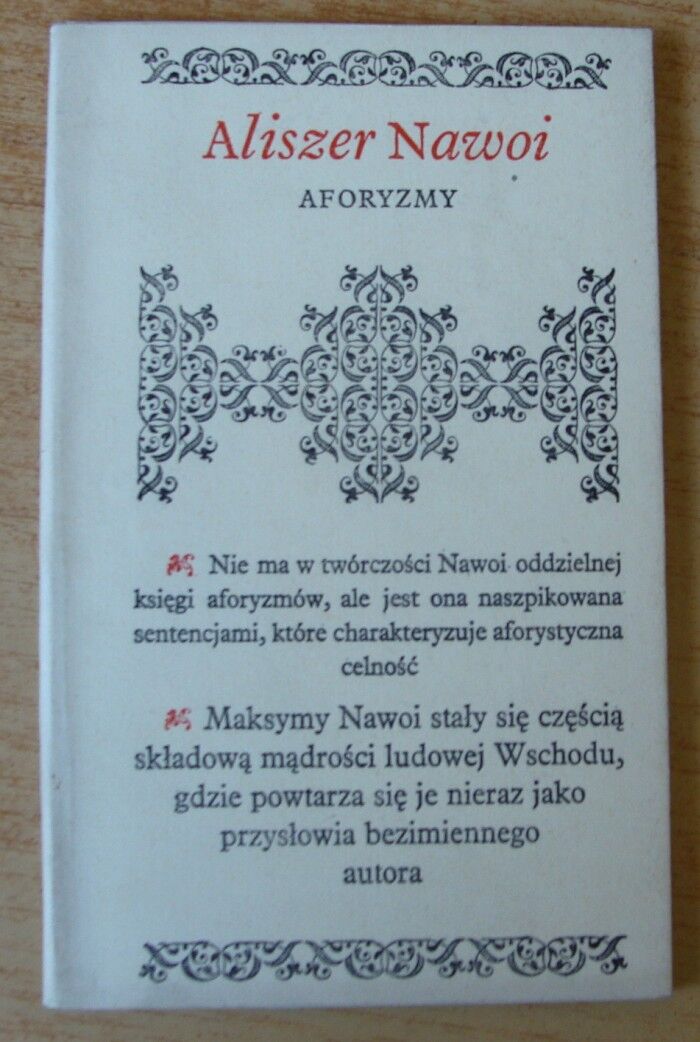 Aliszer Nawoi
AFORYZMY
Nie ma w twórczości Nawoi oddzielnej
księgi aforyzmów, ale jest ona naszpikowana
sentencjami, które charakteryzuje aforystyczna
celność
Maksymy Nawoi stały się częścią
składową mądrości ludowej Wschodu,
gdzie powtarza się je nieraz jako
przysłowia bezimiennego
autora